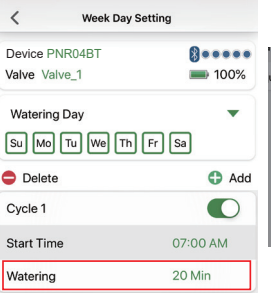 Week Day Setting
Device PNR04BT
Valve Valve_1 100%
Watering Day
Su Mo Tu We Th Fr Sa
Delete Add
Cycle 1
Start Time 07:00 AM
Watering 20 Min